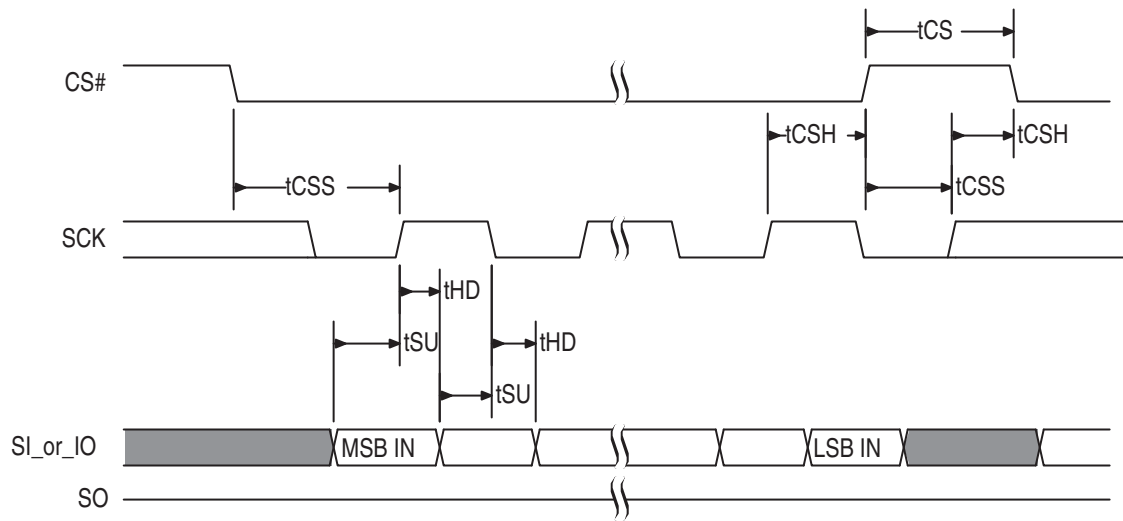 tCS
CS#
tCSH
tCSH
tCSS
tCSS
SCK
tHD
tSU
tHD
tSU
SI_or_IO
MSB IN
LSB IN
SO